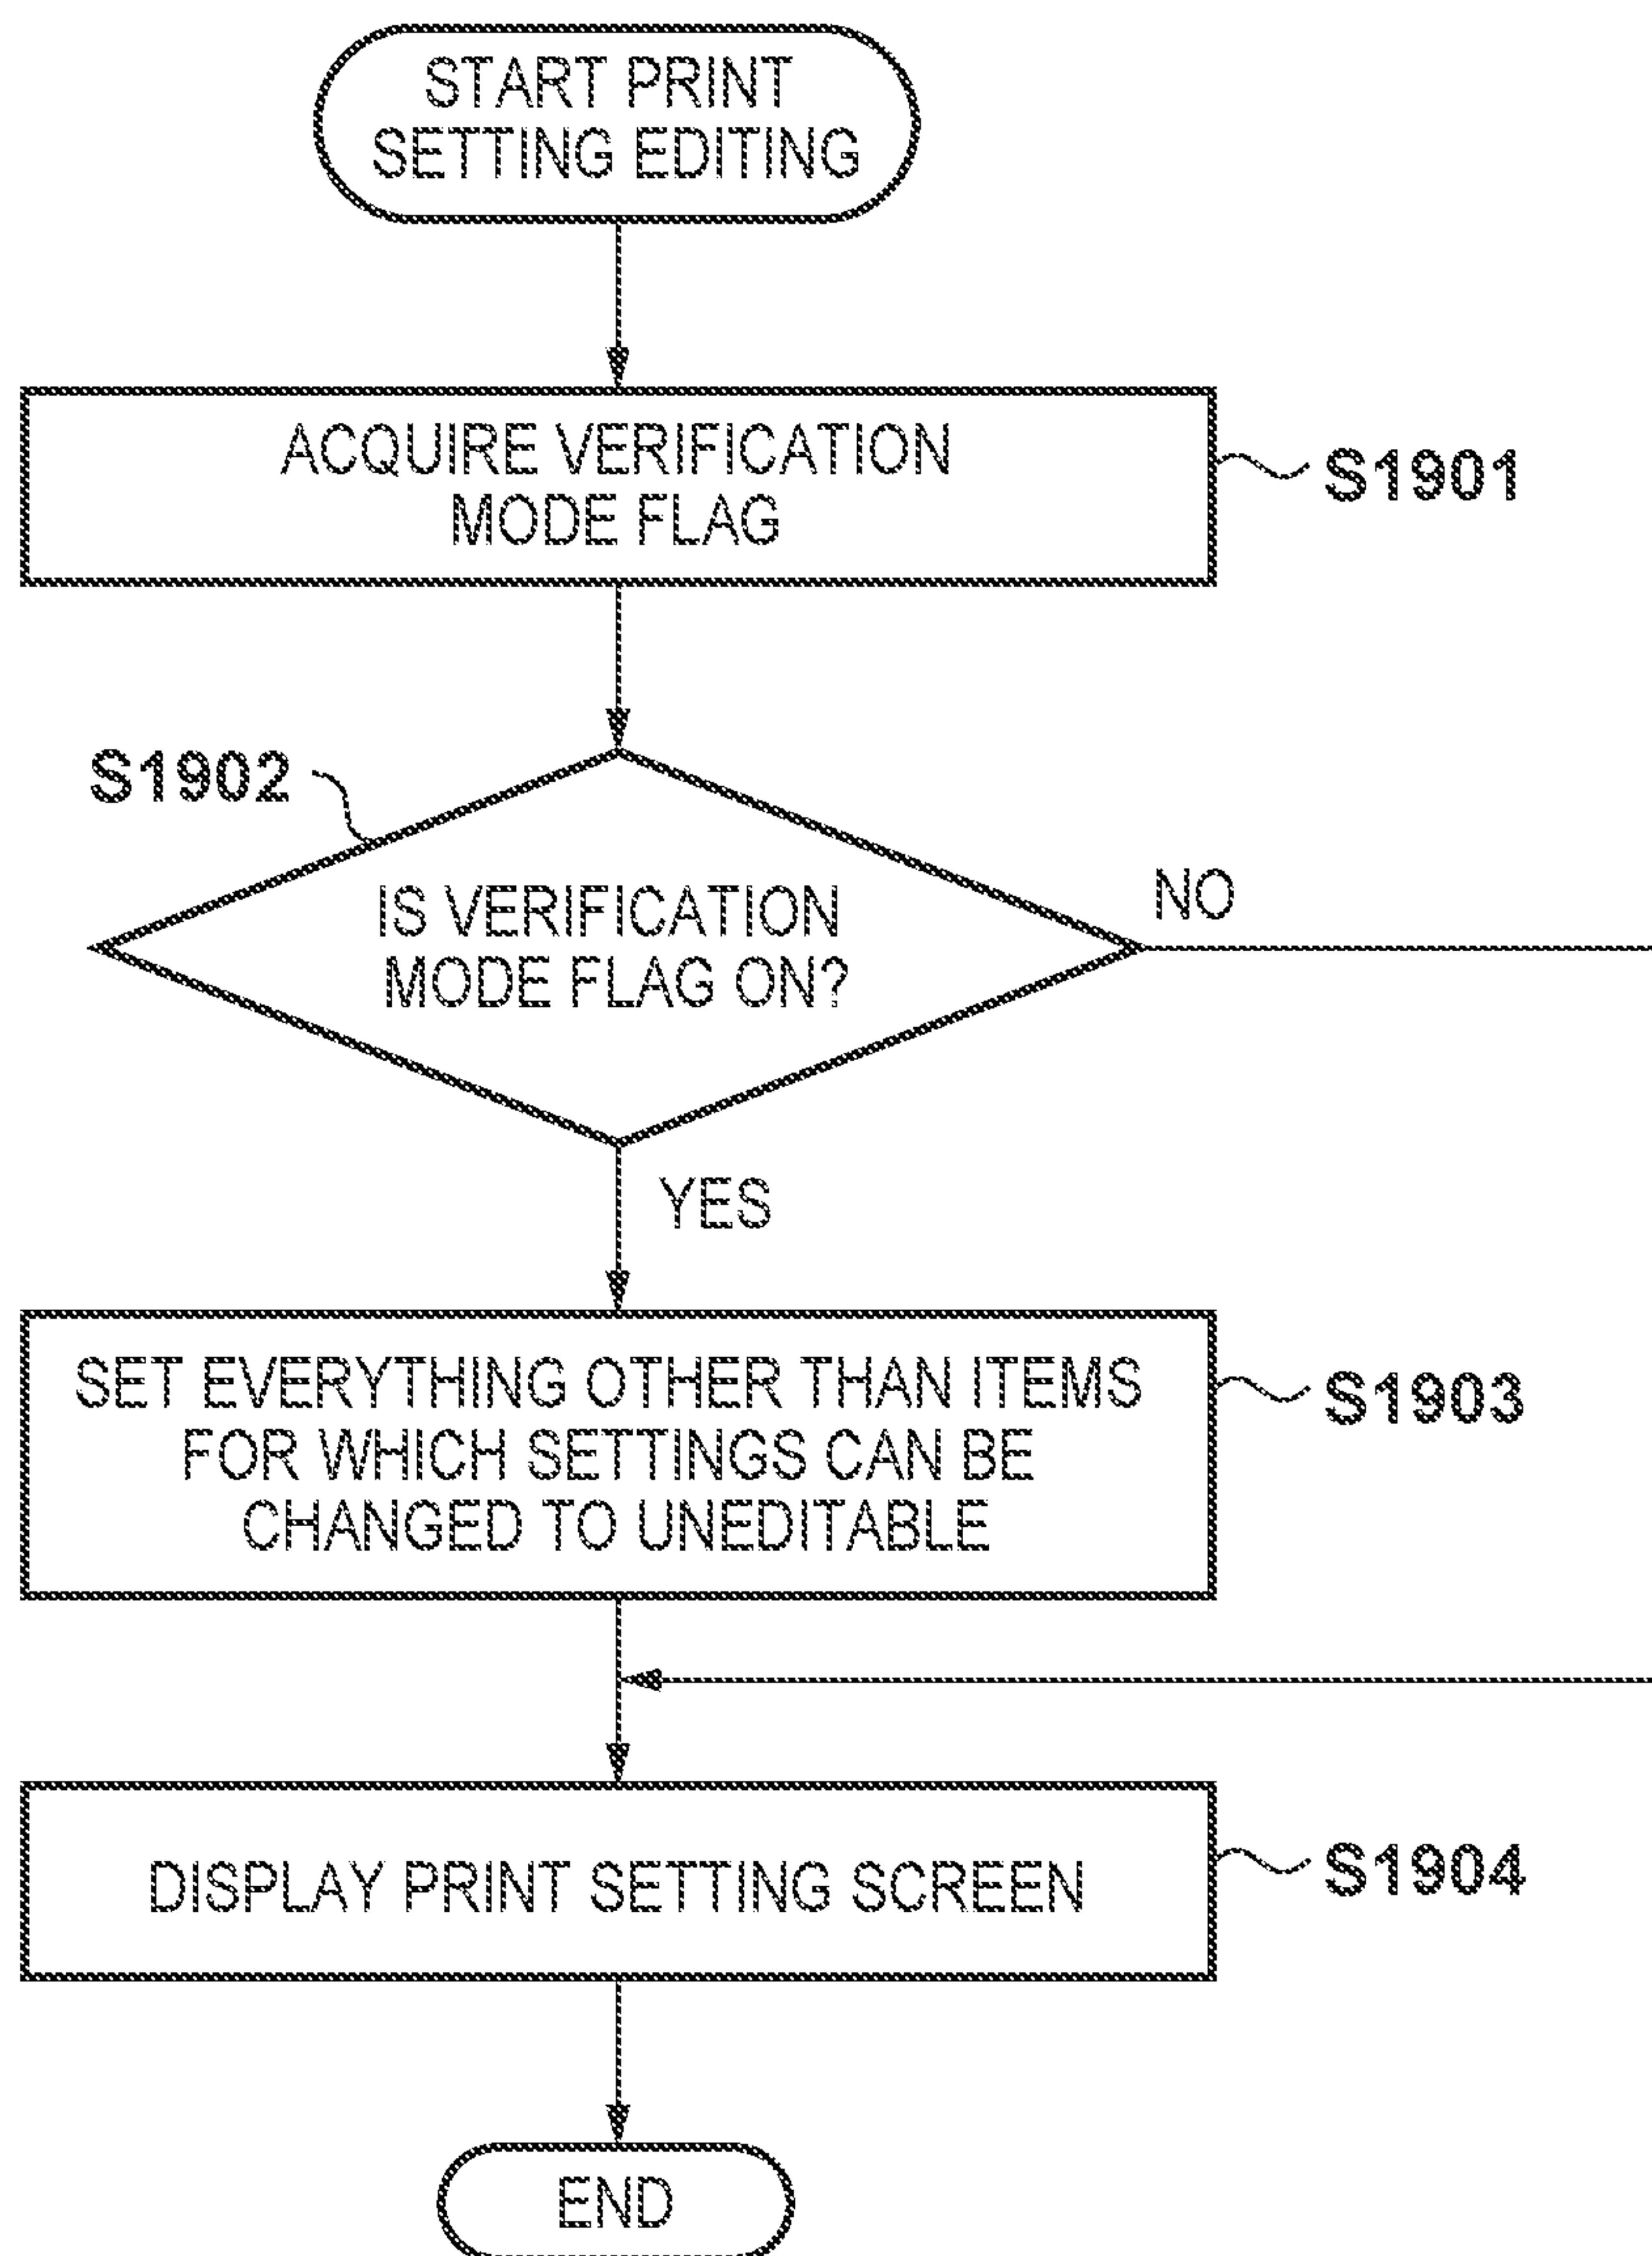 START PRINT
SETTING EDITING
ACQUIRE VERIFICATION
MODE FLAG
S1901
S1902
IS VERIFICATION
MODE FLAG ON?
NO
YES
SET EVERYTHING OTHER THAN ITEMS
FOR WHICH SETTINGS CAN BE
CHANGED TO UNEDITABLE
S1903
DISPLAY PRINT SETTING SCREEN
S1904
END